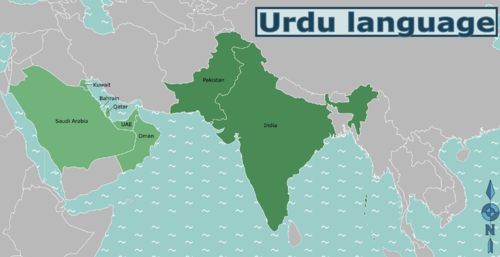 Urdu language
Kuwait
Pakistan
Bahrain
Qatar
Saudi Arabia
UAE
India
Oman
N